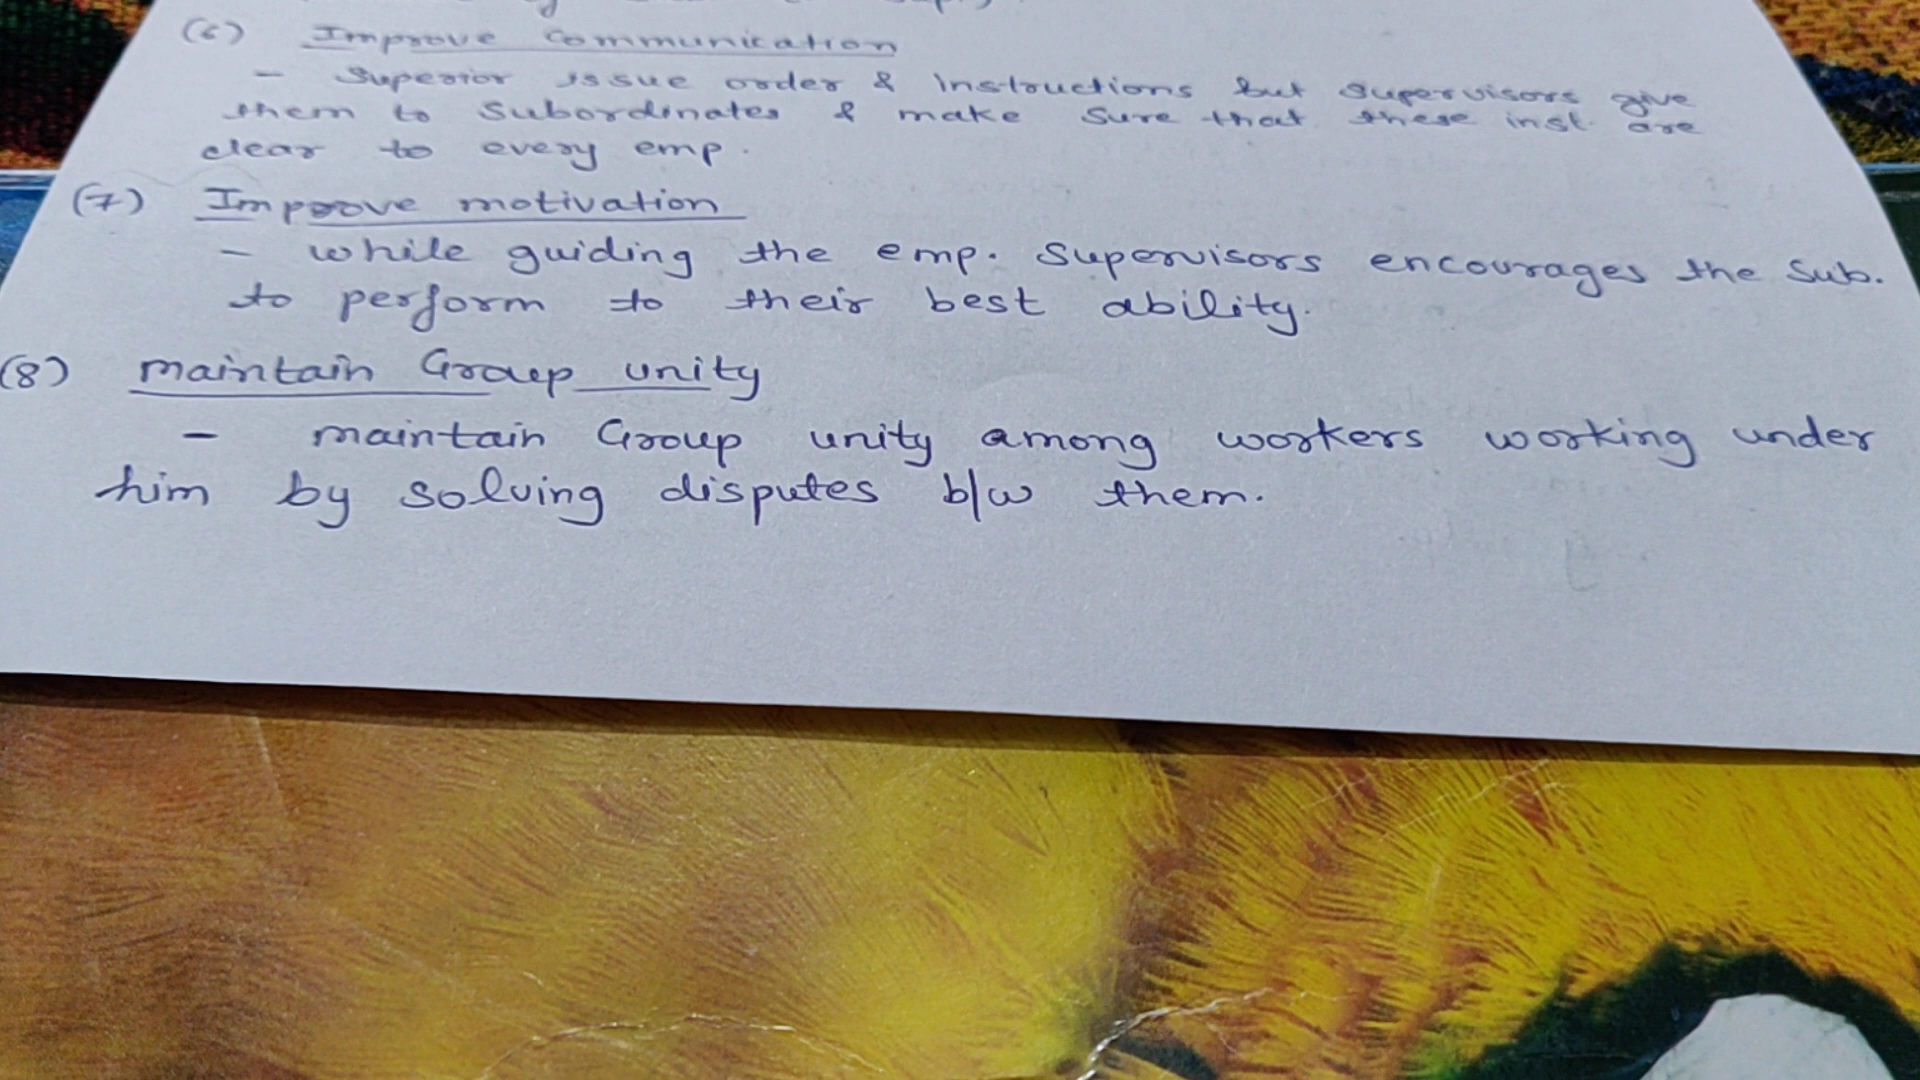 (6) Improve communication
- Superior issue order & Instructions but supervisors give
them to Subordinates & make sure that these inst. are
clear to every emp.
(7) Improve motivation
- while guiding the emp. Supervisors encourages the Sub.
to perform to their best ability.
(8) maintain Group unity
- maintain Group unity among workers working under
him by solving disputes b/w them.